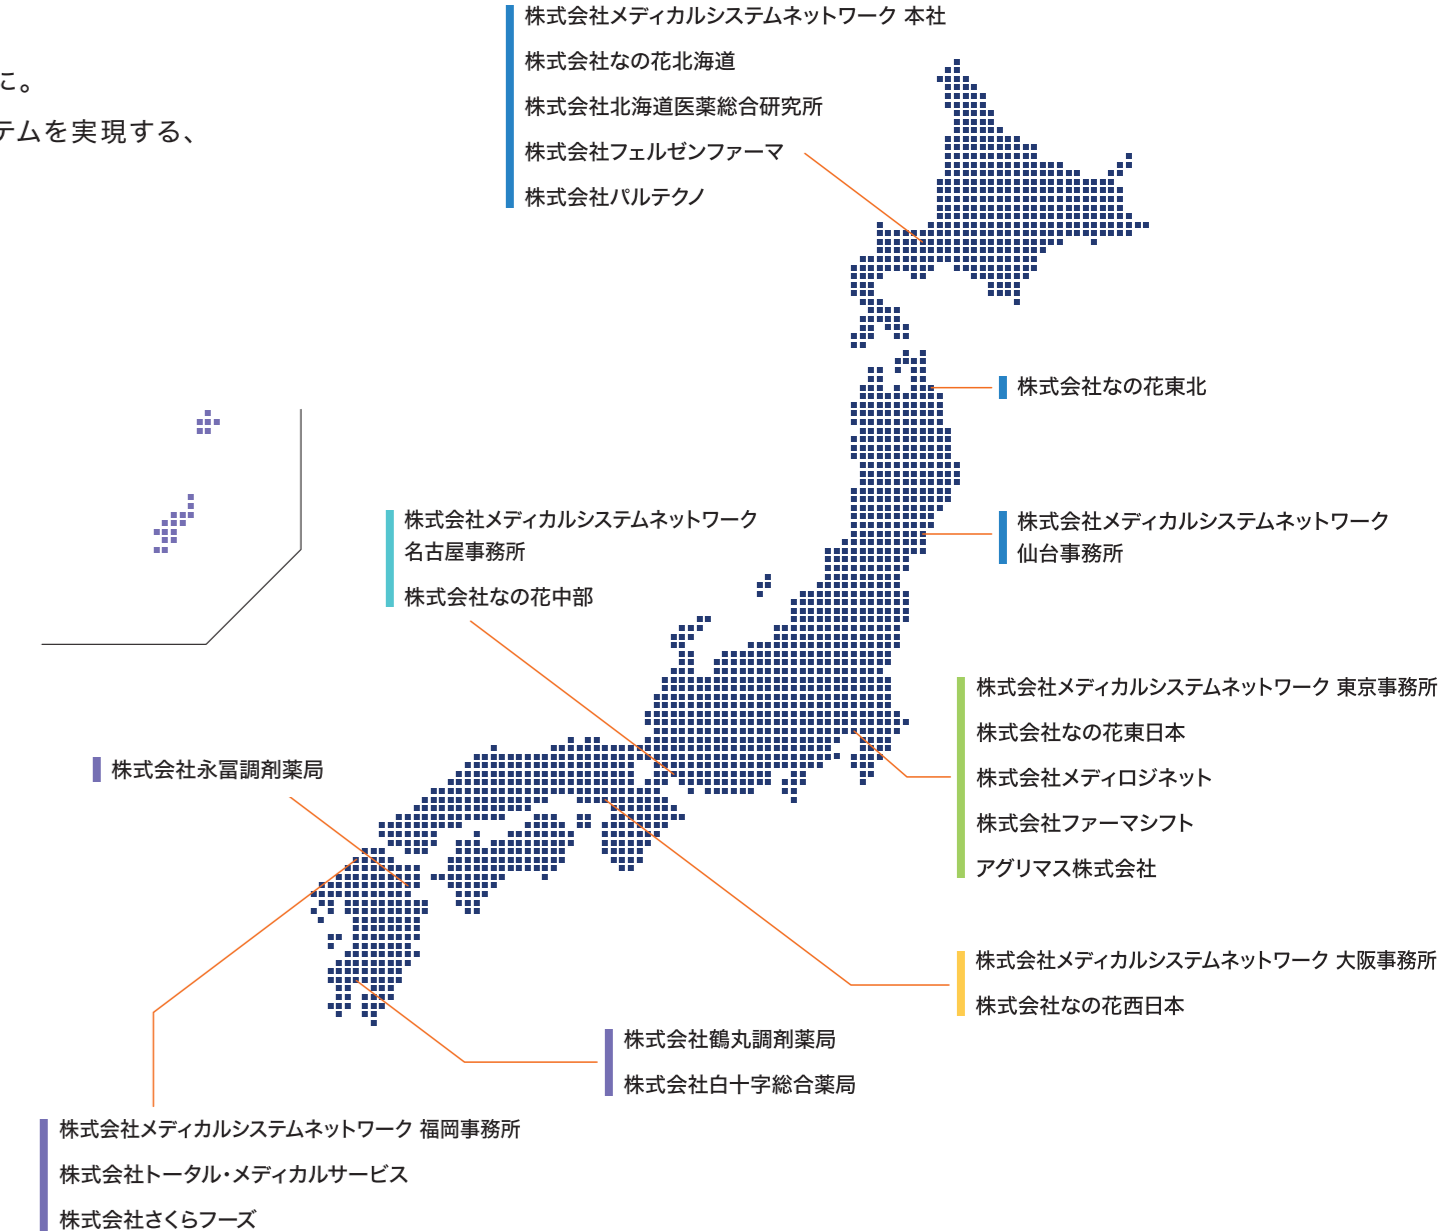 株式会社メディカルシステムネットワーク 本社
株式会社なの花北海道
株式会社北海道医薬総合研究所
株式会社フェルゼンファーマ
株式会社パルテクノ
こ。
テムを実現する、
株式会社なの花東北
株式会社メディカルシステムネットワーク
仙台事務所
株式会社メディカルシステムネットワーク
名古屋事務所
株式会社なの花中部
株式会社メディカルシステムネットワーク 東京事務所
株式会社なの花東日本
株式会社メディロジネット
株式会社ファーマシフト
アグリマス株式会社
株式会社永冨調剤薬局
株式会社メディカルシステムネットワーク 大阪事務所
株式会社なの花西日本
株式会社鶴丸調剤薬局
株式会社白十字総合薬局
株式会社メディカルシステムネットワーク 福岡事務所
株式会社トータル・メディカルサービス
株式会社さくらフーズ